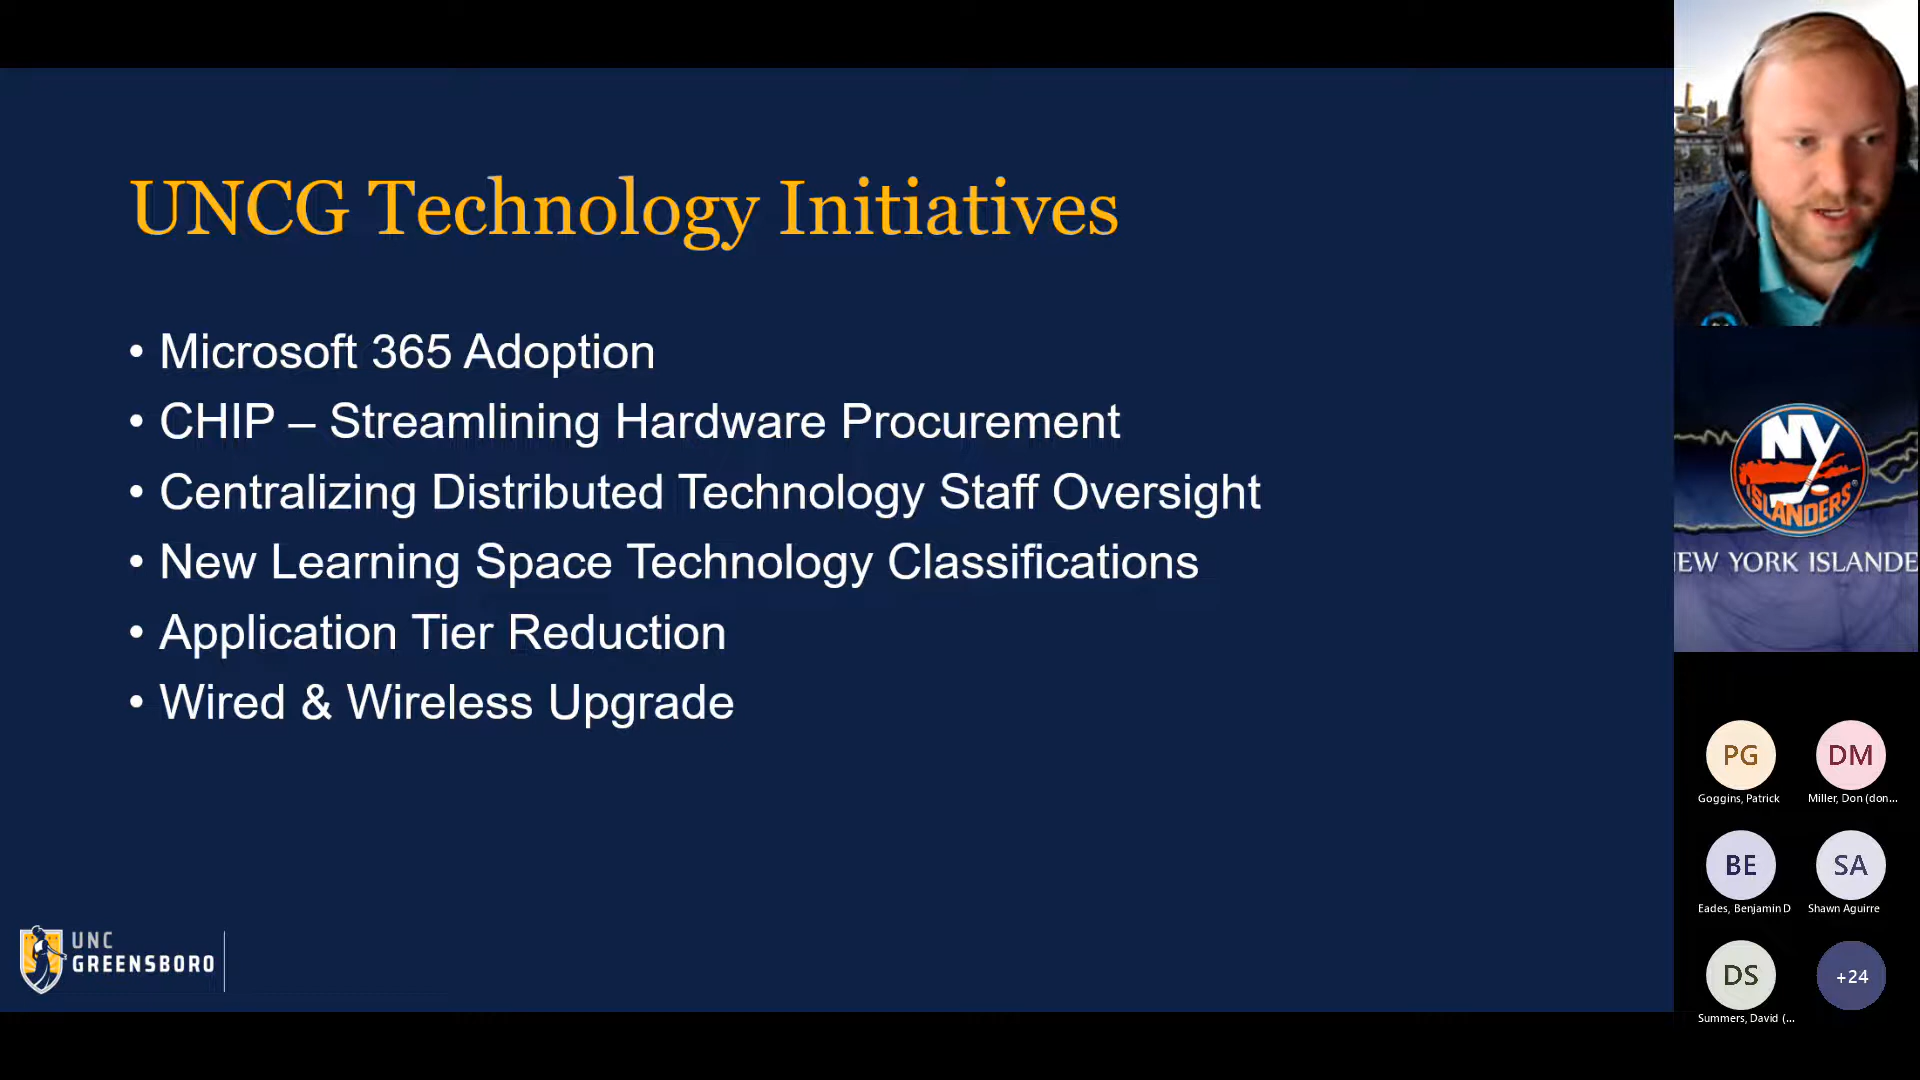 UNCG Technology Initiatives
• Microsoft 365 Adoption
• CHIP – Streamlining Hardware Procurement
• Centralizing Distributed Technology Staff Oversight
• New Learning Space Technology Classifications
• Application Tier Reduction
• Wired & Wireless Upgrade
UNC
GREENSBORO
NY
ISLANDERS
EW YORK ISLANDE
PG
Goggins, Patrick
DM
Miller, Don (don...
BE
Eades, Benjamin D
SA
Shawn Aguirre
DS
Summers, David (...
+24